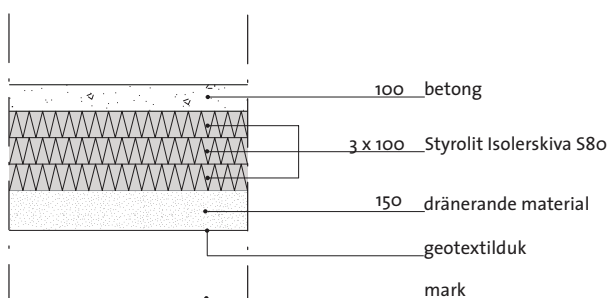 100 betong
3 x 100 Styrolit Isolerskiva S80
150 dränerande material
geotextilduk
mark